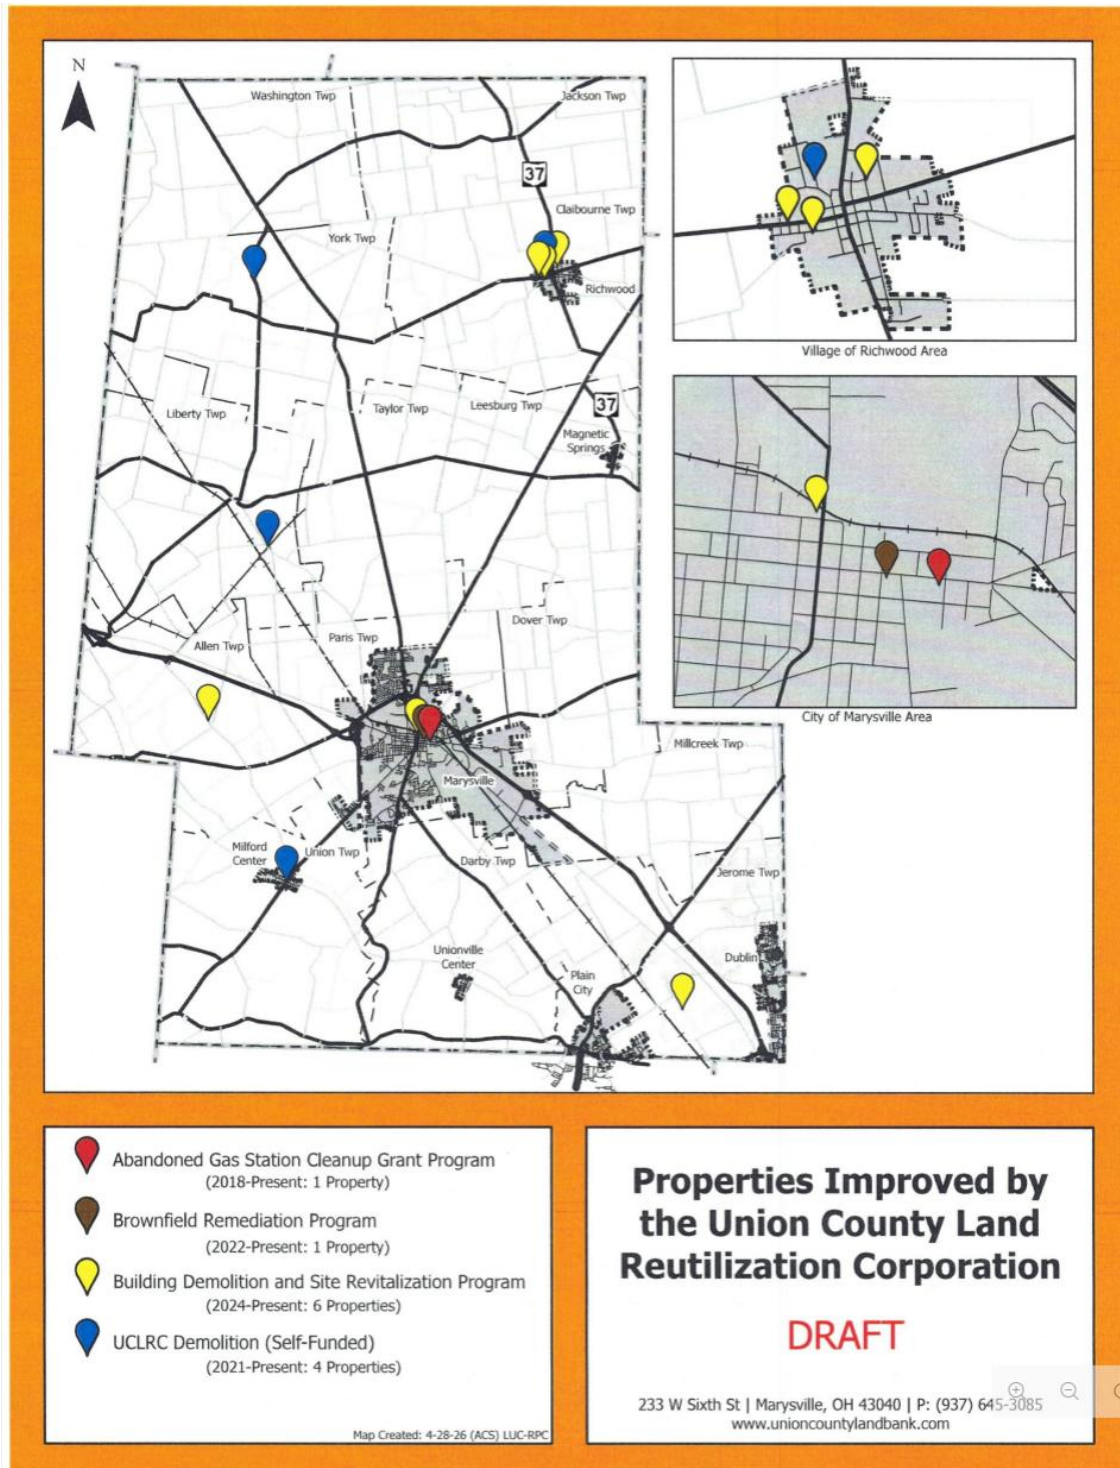 N
Washington Twp
Jackson Twp
37
Claibourne Twp
York Twp
Richwood
Village of Richwood Area
Liberty Twp
Taylor Twp
Leesburg Twp
37
Magnetic
Springs
Allen Twp
Paris Twp
Dover Twp
City of Marysville Area
Millcreek Twp
Marysville
Milford
Center
Union Twp
Darby Twp
Jerome Twp
Unionville
Center
Plain
City
Dublin
Abandoned Gas Station Cleanup Grant Program
(2018-Present: 1 Property)
Brownfield Remediation Program
(2022-Present: 1 Property)
Building Demolition and Site Revitalization Program
(2024-Present: 6 Properties)
UCLRC Demolition (Self-Funded)
(2021-Present: 4 Properties)
Map Created: 4-28-26 (ACS) LUC-RPC
Properties Improved by
the Union County Land
Reutilization Corporation
DRAFT
233 W Sixth St | Marysville, OH 43040 | P: (937) 645-3085
www.unioncountylandbank.com